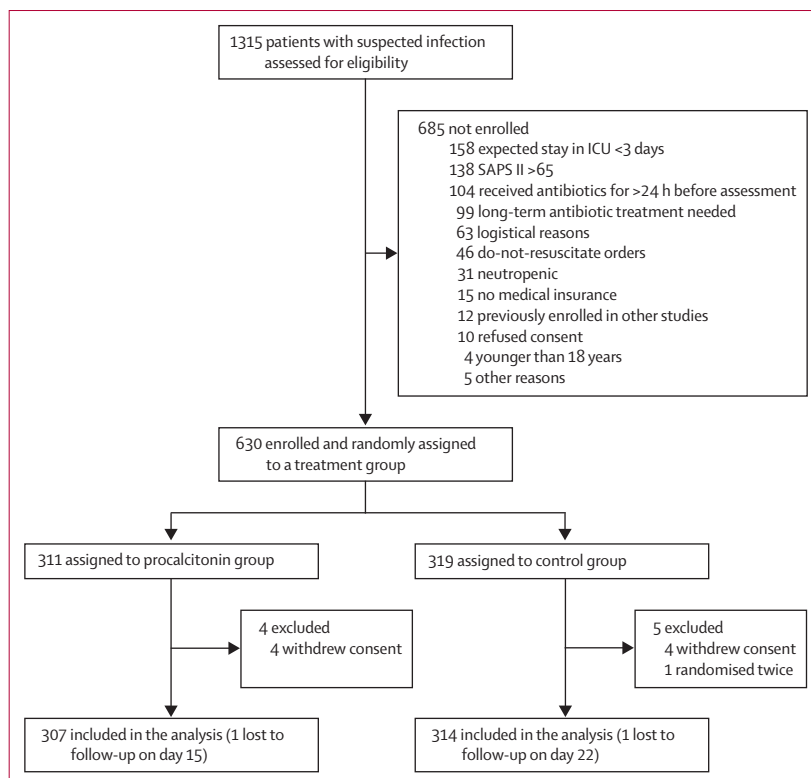 1315 patients with suspected infection
assessed for eligibility
685 not enrolled
158 expected stay in ICU <3 days
138 SAPS II >65
104 received antibiotics for >24 h before assessment
99 long-term antibiotic treatment needed
63 logistical reasons
46 do-not-resuscitate orders
31 neutropenic
15 no medical insurance
12 previously enrolled in other studies
10 refused consent
4 younger than 18 years
5 other reasons
630 enrolled and randomly assigned
to a treatment group
311 assigned to procalcitonin group
319 assigned to control group
4 excluded
4 withdrew consent
5 excluded
4 withdrew consent
1 randomised twice
307 included in the analysis (1 lost to
follow-up on day 15)
314 included in the analysis (1 lost to
follow-up on day 22)